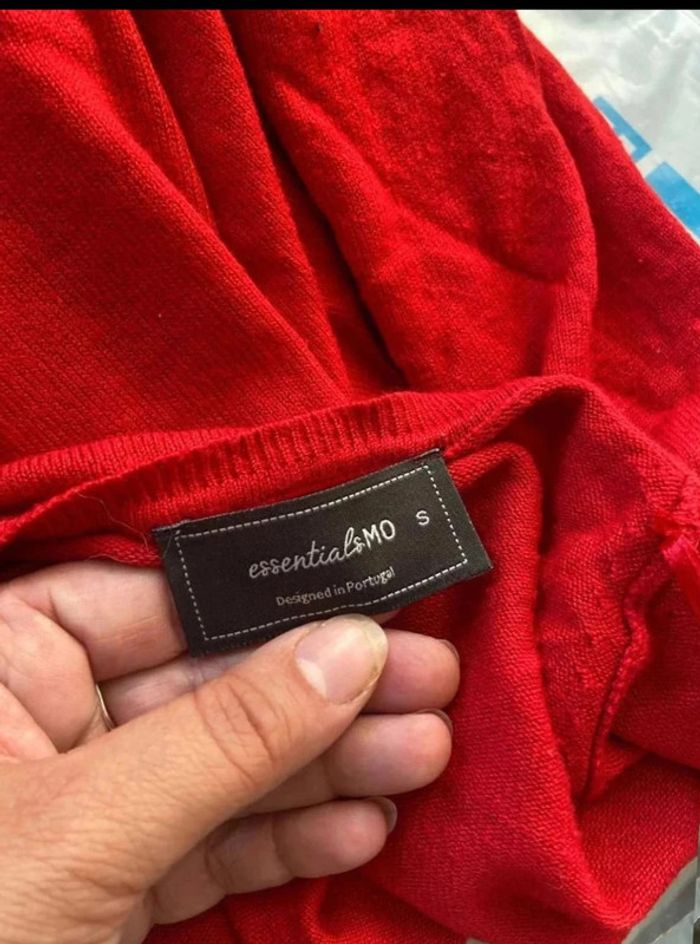 essentialsMO S
Designed in Portugal